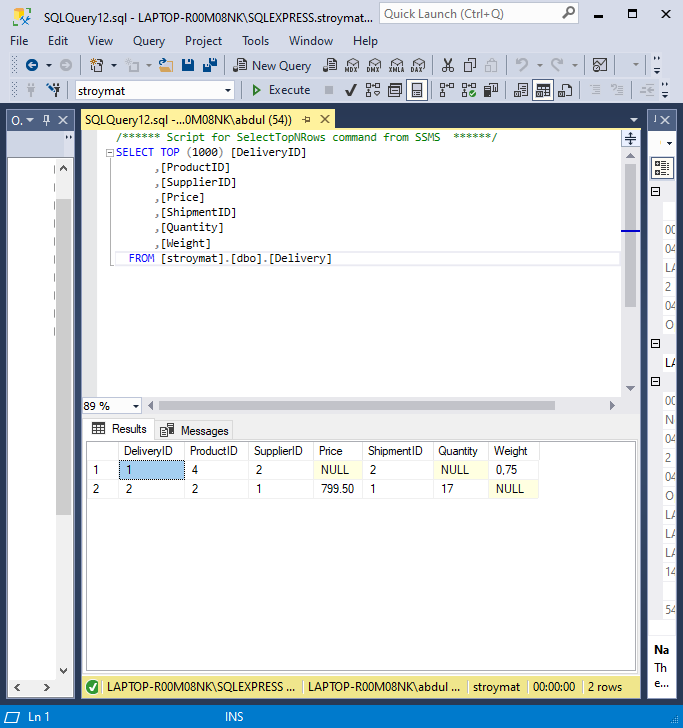 SQLQuery12.sql - LAPTOP-R00M08NK\SQLEXPRESS.stroymat...
Quick Launch (Ctrl+Q)
File Edit View Query Project Tools Window Help
New Query
MDX DMX XMLA DAX
stroymat
Execute
O.
SQLQuery12.sql -...0M08NK\abdul (54))
/****** Script for SelectTopNRows command from SSMS ******/
SELECT TOP (1000) [DeliveryID]
,[ProductID]
,[SupplierID]
,[Price]
,[ShipmentID]
,[Quantity]
,[Weight]
FROM [stroymat].[dbo].[Delivery]
89 %
Results Messages
DeliveryID ProductID SupplierID Price ShipmentID Quantity Weight
1 1 4 2 NULL 2 NULL 0,75
2 2 2 1 799.50 1 17 NULL
00
04
LA
2
04
O
LA
00
N
04
2
04
O
LA
LA
LA
14
54
Na
Th
e...
LAPTOP-R00M08NK\SQLEXPRESS ... LAPTOP-R00M08NK\abdul ... stroymat 00:00:00 2 rows
Ln 1 INS